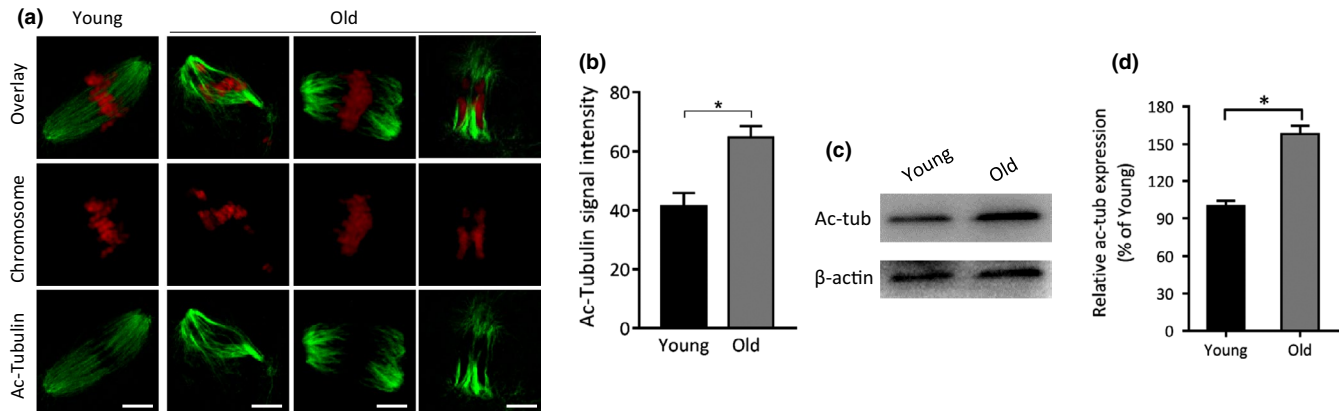 (a)
Young
Old
Overlay
Chromosome
Ac-Tubulin
(b)
Ac-Tubulin signal intensity
80
60
40
20
0
*
Young
Old
(c)
Young
Old
Ac-tub
β-actin
(d)
Relative ac-tub expression
(% of Young)
180
150
120
90
60
30
0
*
Young
Old